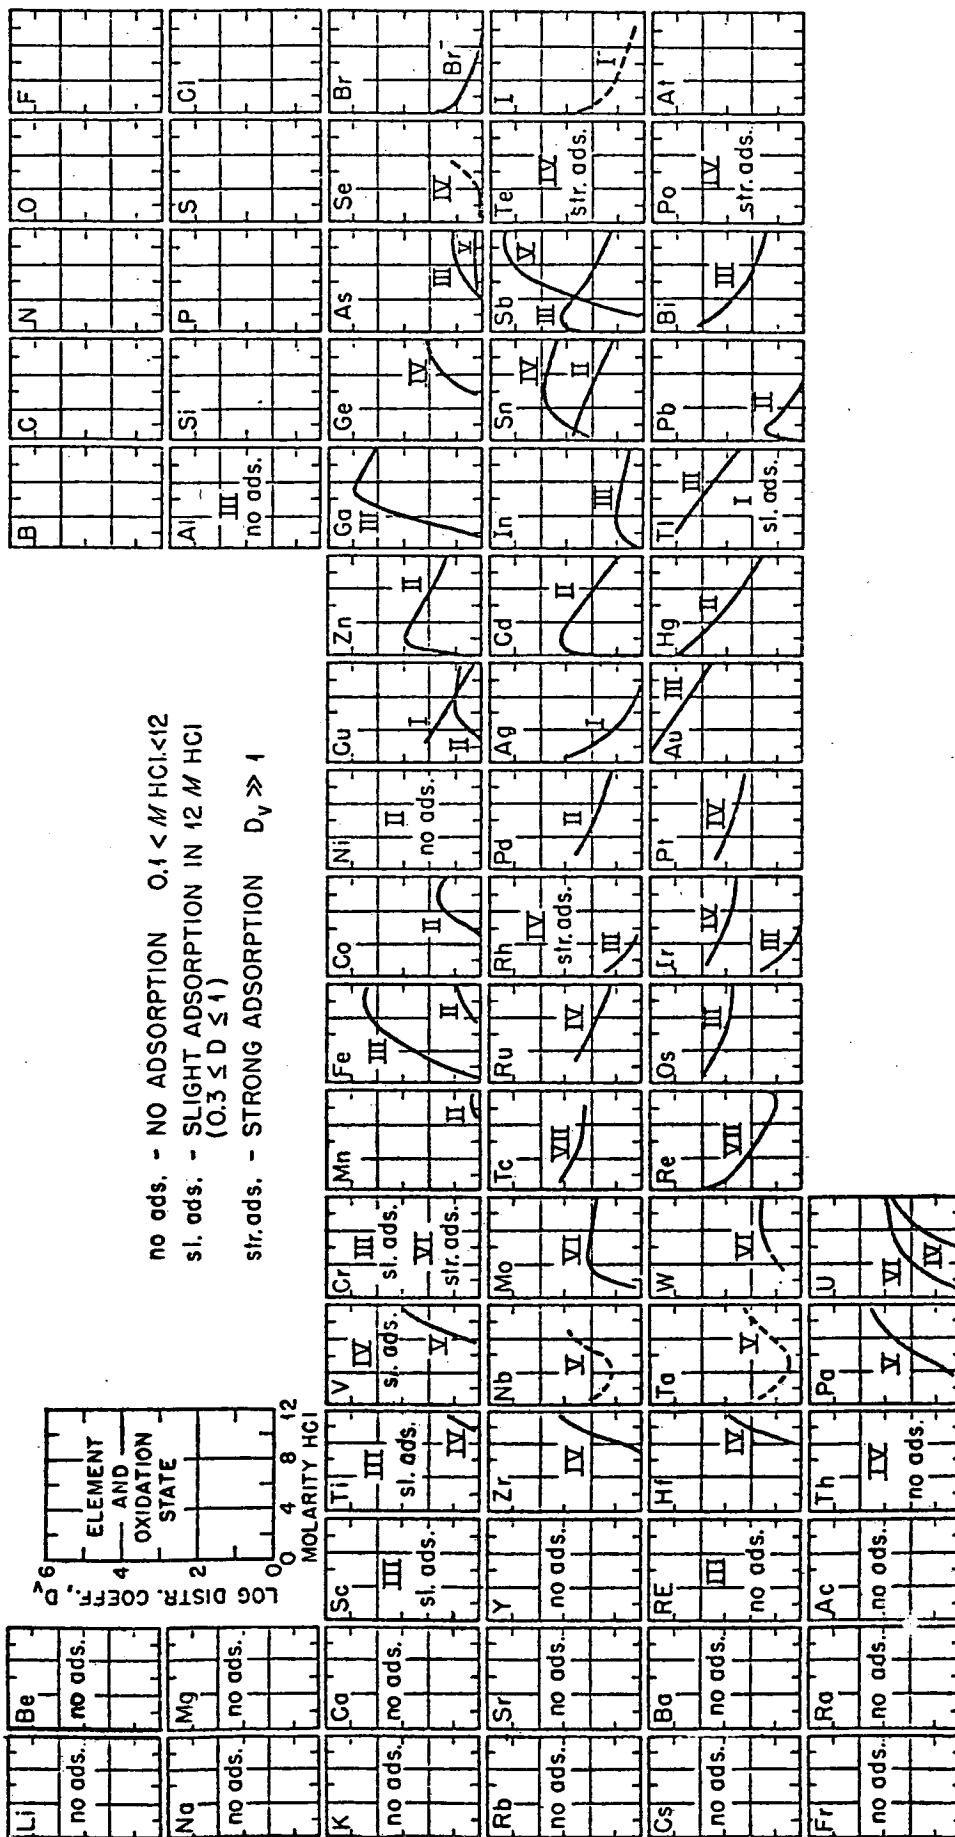 no ads. - NO ADSORPTION 0.1 < M HCl.<12
sl. ads. - SLIGHT ADSORPTION IN 12 M HCl
(0.3 ≤ D ≤ 1)
str. ads. - STRONG ADSORPTION Dv >> 1
ELEMENT
AND
OXIDATION
STATE
LOG DISTR. COEFF., Dv
6
4
2
0
0 4 8 12
MOLARITY HCl
Li
no ads.
Be
no ads.
B
C
N
O
F
Na
no ads.
Mg
no ads.
Al
III
no ads.
Si
P
S
Cl
K
no ads.
Ca
no ads.
Sc
III
sl. ads.
Ti
III
sl. ads.
IV
V
IV
sl. ads.
V
Cr
III
sl. ads.
VI
str. ads.
Mn
II
Fe
III
II
Co
II
Ni
II
no ads.
Cu
I
II
Zn
II
Ga
III
Ge
IV
As
III
V
Se
IV
Br
Br-
Rb
no ads.
Sr
no ads.
Y
no ads.
Zr
IV
Nb
V
Mo
VI
Tc
VII
Ru
IV
Rh
IV
str. ads.
III
Pd
II
Ag
I
Cd
II
In
III
Sn
IV
II
Sb
III
V
Te
IV
str. ads.
I
I-
Cs
no ads.
Ba
no ads.
RE
III
no ads.
Hf
IV
Ta
V
W
VI
Re
VII
Os
III
Ir
IV
III
Pt
IV
Au
III
Hg
II
Tl
III
I
sl. ads.
Pb
II
Bi
III
Po
IV
str. ads.
At
Fr
no ads.
Ra
no ads.
Ac
no ads.
Th
IV
no ads.
Pa
V
U
VI
IV